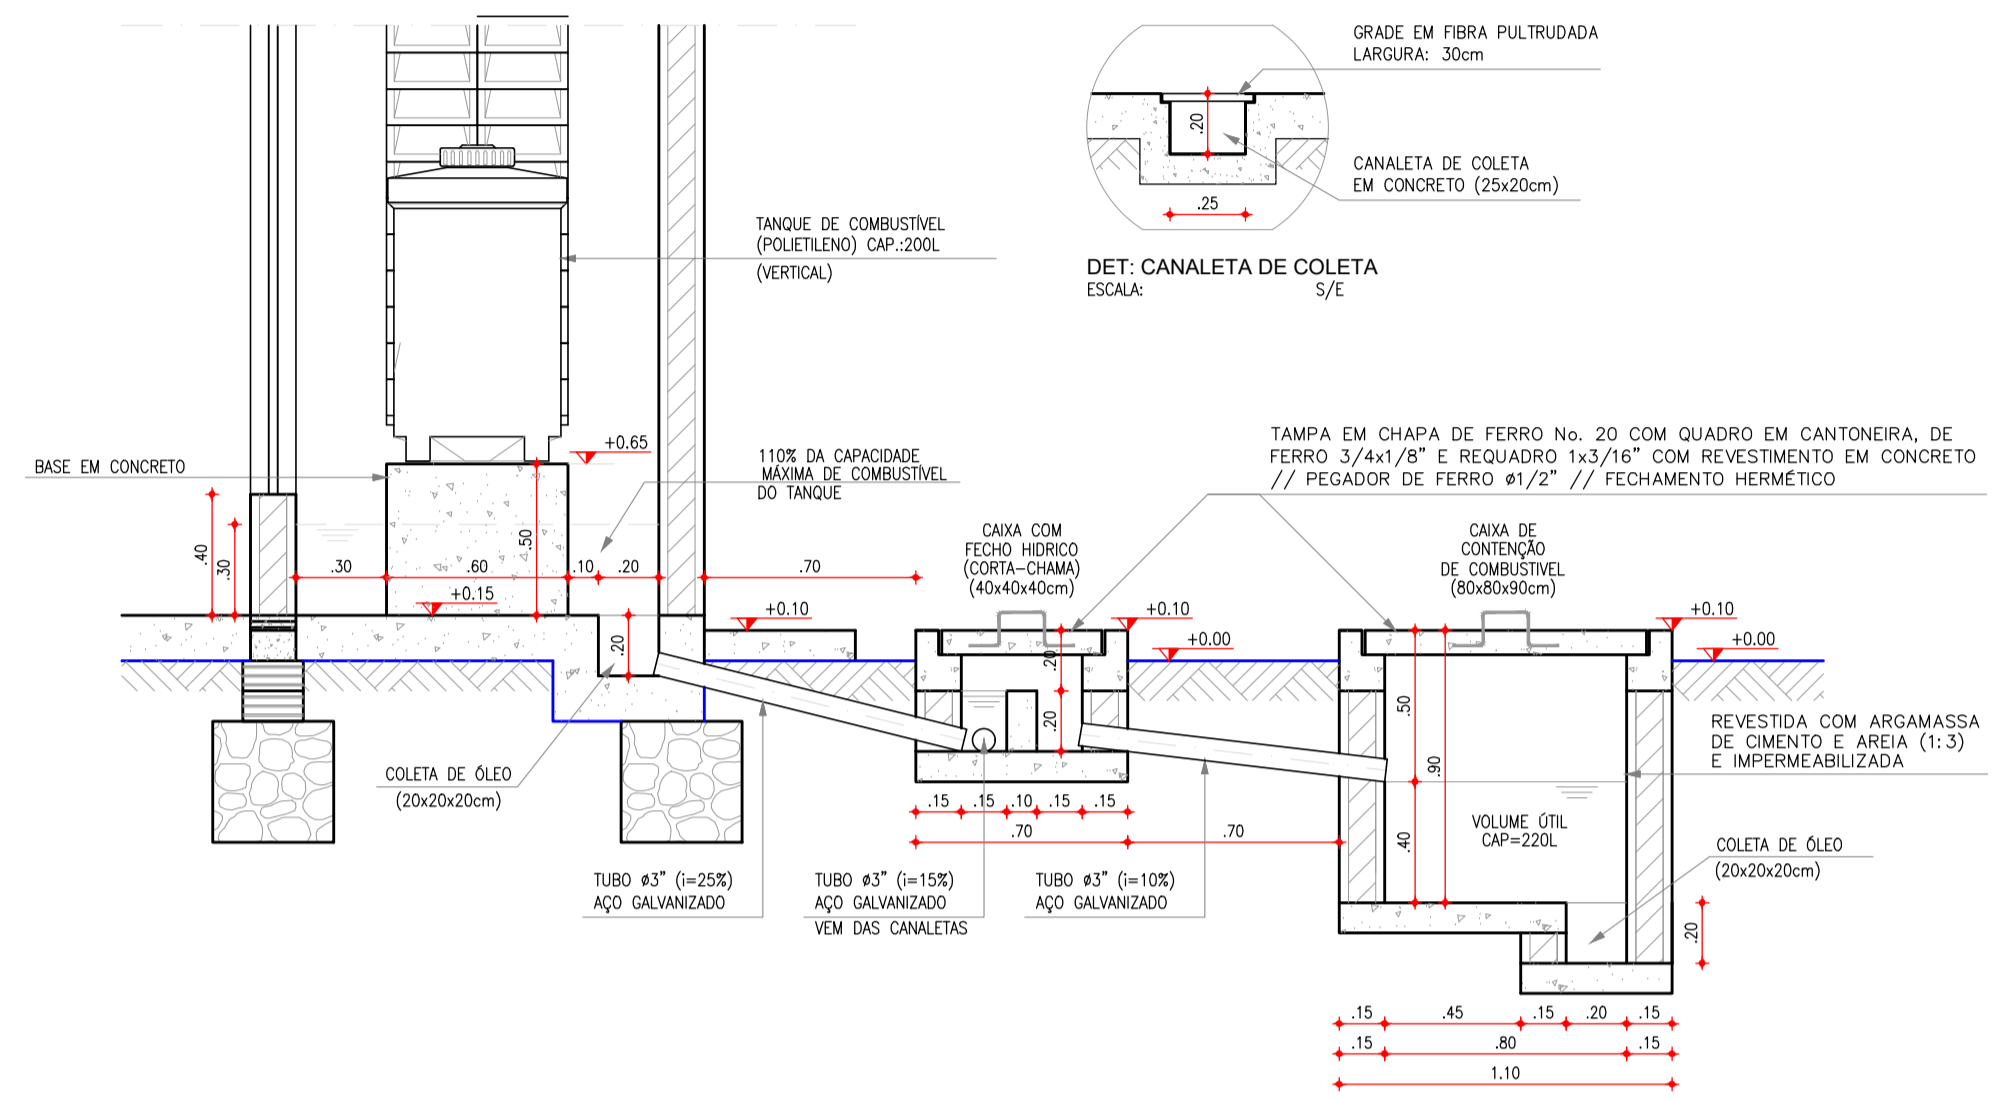 GRADE EM FIBRA PULTRUDADA
LARGURA: 30cm
.20
CANALETA DE COLETA
EM CONCRETO (25x20cm)
.25
DET: CANALETA DE COLETA
ESCALA: S/E
TANQUE DE COMBUSTÍVEL
(POLIETILENO) CAP.:200L
(VERTICAL)
BASE EM CONCRETO
+0.65
110% DA CAPACIDADE
MÁXIMA DE COMBUSTÍVEL
DO TANQUE
TAMPA EM CHAPA DE FERRO No. 20 COM QUADRO EM CANTONEIRA, DE
FERRO 3/4x1/8" E REQUADRO 1x3/16" COM REVESTIMENTO EM CONCRETO
// PEGADOR DE FERRO ø1/2" // FECHAMENTO HERMÉTICO
CAIXA COM
FECHO HIDRICO
(CORTA-CHAMA)
(40x40x40cm)
CAIXA DE
CONTENÇÃO
DE COMBUSTIVEL
(80x80x90cm)
.40
.30
.50
.30
.60
.10
.20
.70
+0.15
+0.10
+0.10
+0.00
+0.10
+0.00
.20
.20
.20
.50
.90
.40
REVESTIDA COM ARGAMASSA
DE CIMENTO E AREIA (1:3)
E IMPERMEABILIZADA
COLETA DE ÓLEO
(20x20x20cm)
.15
.15
.10
.15
.15
.70
.70
VOLUME ÚTIL
CAP=220L
COLETA DE ÓLEO
(20x20x20cm)
.20
TUBO ø3" (i=25%)
AÇO GALVANIZADO
TUBO ø3" (i=15%)
AÇO GALVANIZADO
VEM DAS CANALETAS
TUBO ø3" (i=10%)
AÇO GALVANIZADO
.15
.45
.15
.20
.15
.15
.80
.15
1.10